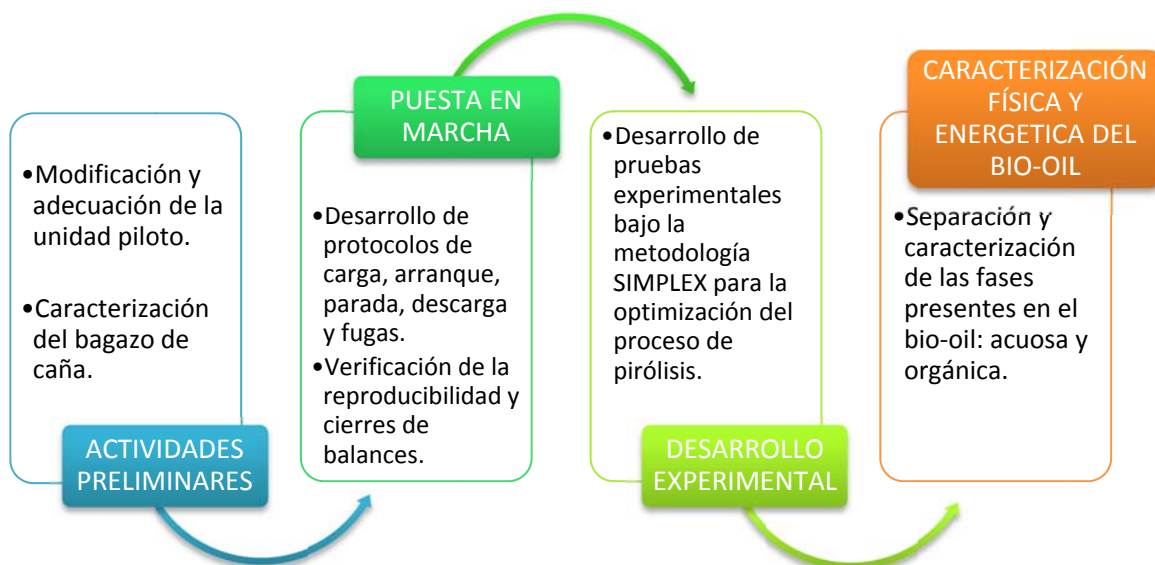 •Modificación y
adecuación de la
unidad piloto.
•Caracterización
del bagazo de
caña.
ACTIVIDADES
PRELIMINARES
PUESTA EN
MARCHA
•Desarrollo de
protocolos de
carga, arranque,
parada, descarga
y fugas.
•Verificación de la
reproducibilidad y
cierres de
balances.
•Desarrollo de
pruebas
experimentales
bajo la
metodología
SIMPLEX para la
optimización del
proceso de
pirólisis.
DESARROLLO
EXPERIMENTAL
CARACTERIZACIÓN
FÍSICA Y
ENERGETICA DEL
BIO-OIL
•Separación y
caracterización
de las fases
presentes en el
bio-oil: acuosa y
orgánica.